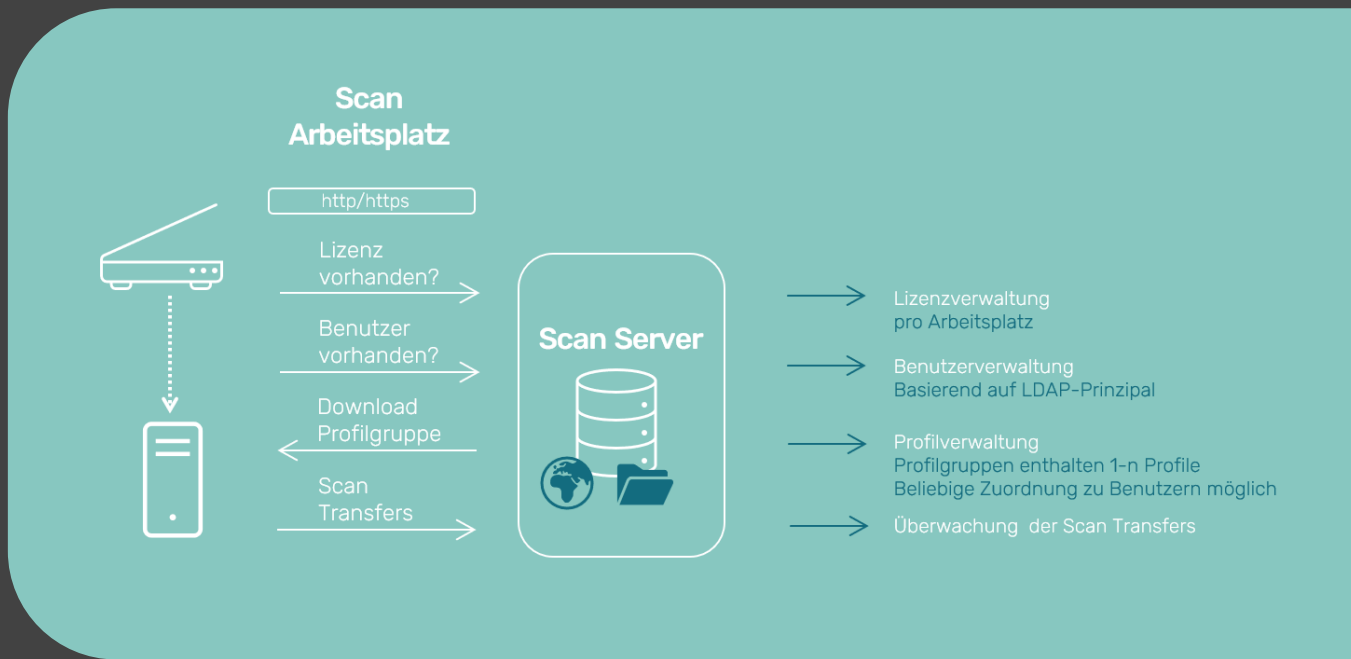 Scan
Arbeitsplatz
http/https
Lizenz
vorhanden?
Benutzer
vorhanden?
Download
Profilgruppe
Scan
Transfers
Scan Server
Lizenzverwaltung
pro Arbeitsplatz
Benutzerverwaltung
Basierend auf LDAP-Prinzipal
Profilverwaltung
Profilgruppen enthalten 1-n Profile
Beliebige Zuordnung zu Benutzern möglich
Überwachung der Scan Transfers